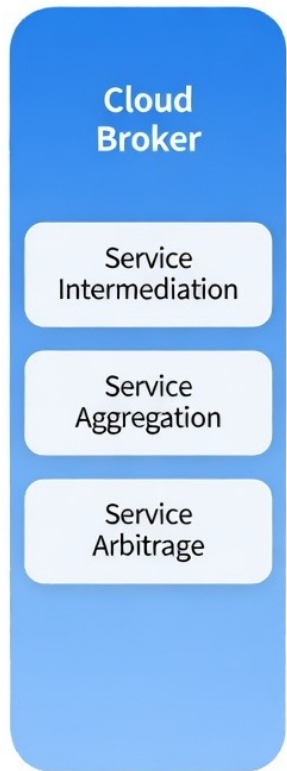 Cloud
Broker
Service
Intermediation
Service
Aggregation
Service
Arbitrage